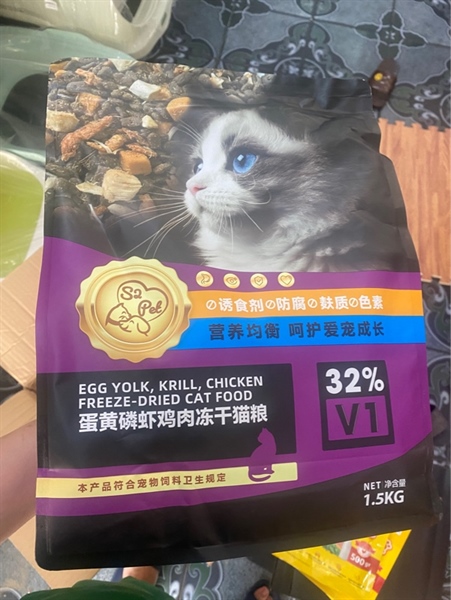 S2
Pet
⊘诱食剂⊘防腐⊘麸质⊘色素
营养均衡 呵护爱宠成长
EGG YOLK, KRILL, CHICKEN
FREEZE-DRIED CAT FOOD
蛋黄磷虾鸡肉冻干猫粮
32%
V1
本产品符合宠物饲料卫生规定
NET 净含量
1.5KG
500g